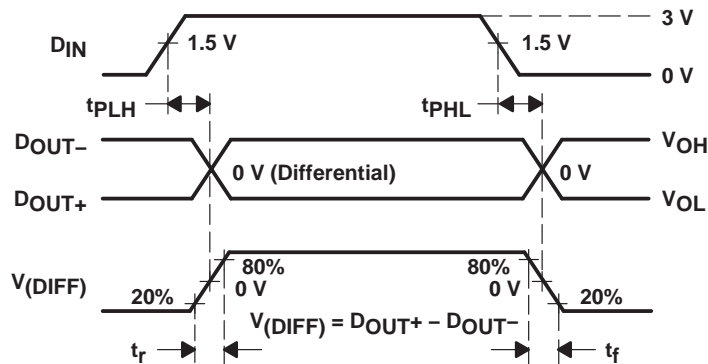 3 V
DIN
1.5 V
1.5 V
0 V
tPLH
tPHL
DOUT–
VOH
0 V (Differential)
0 V
DOUT+
VOL
80%
80%
V(DIFF)
0 V
0 V
20%
20%
V(DIFF) = DOUT+ – DOUT–
tr
tf